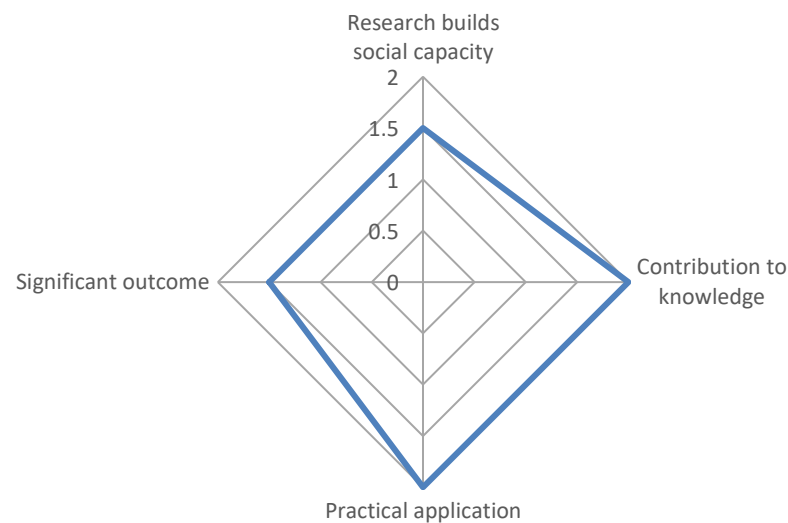 Research builds
social capacity
2
1.5
1
0.5
0
Significant outcome
Contribution to
knowledge
Practical application